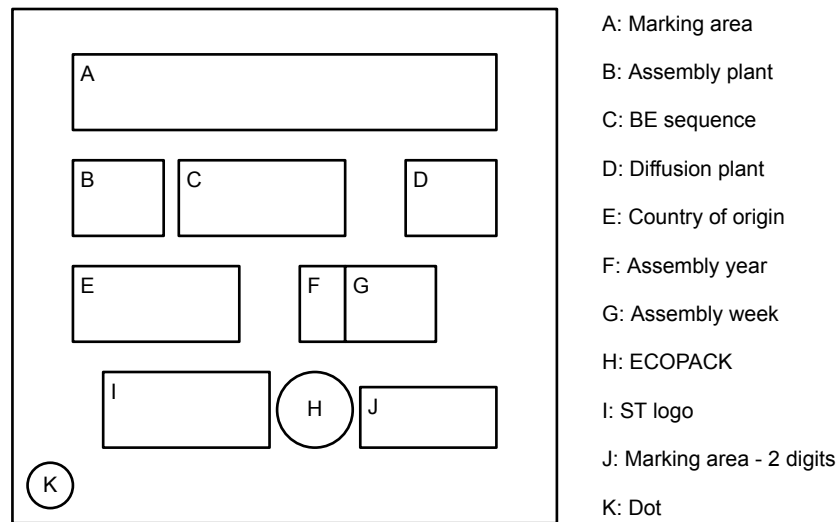 A
B
C
D
E
F
G
I
H
J
K
A: Marking area
B: Assembly plant
C: BE sequence
D: Diffusion plant
E: Country of origin
F: Assembly year
G: Assembly week
H: ECOPACK
I: ST logo
J: Marking area - 2 digits
K: Dot